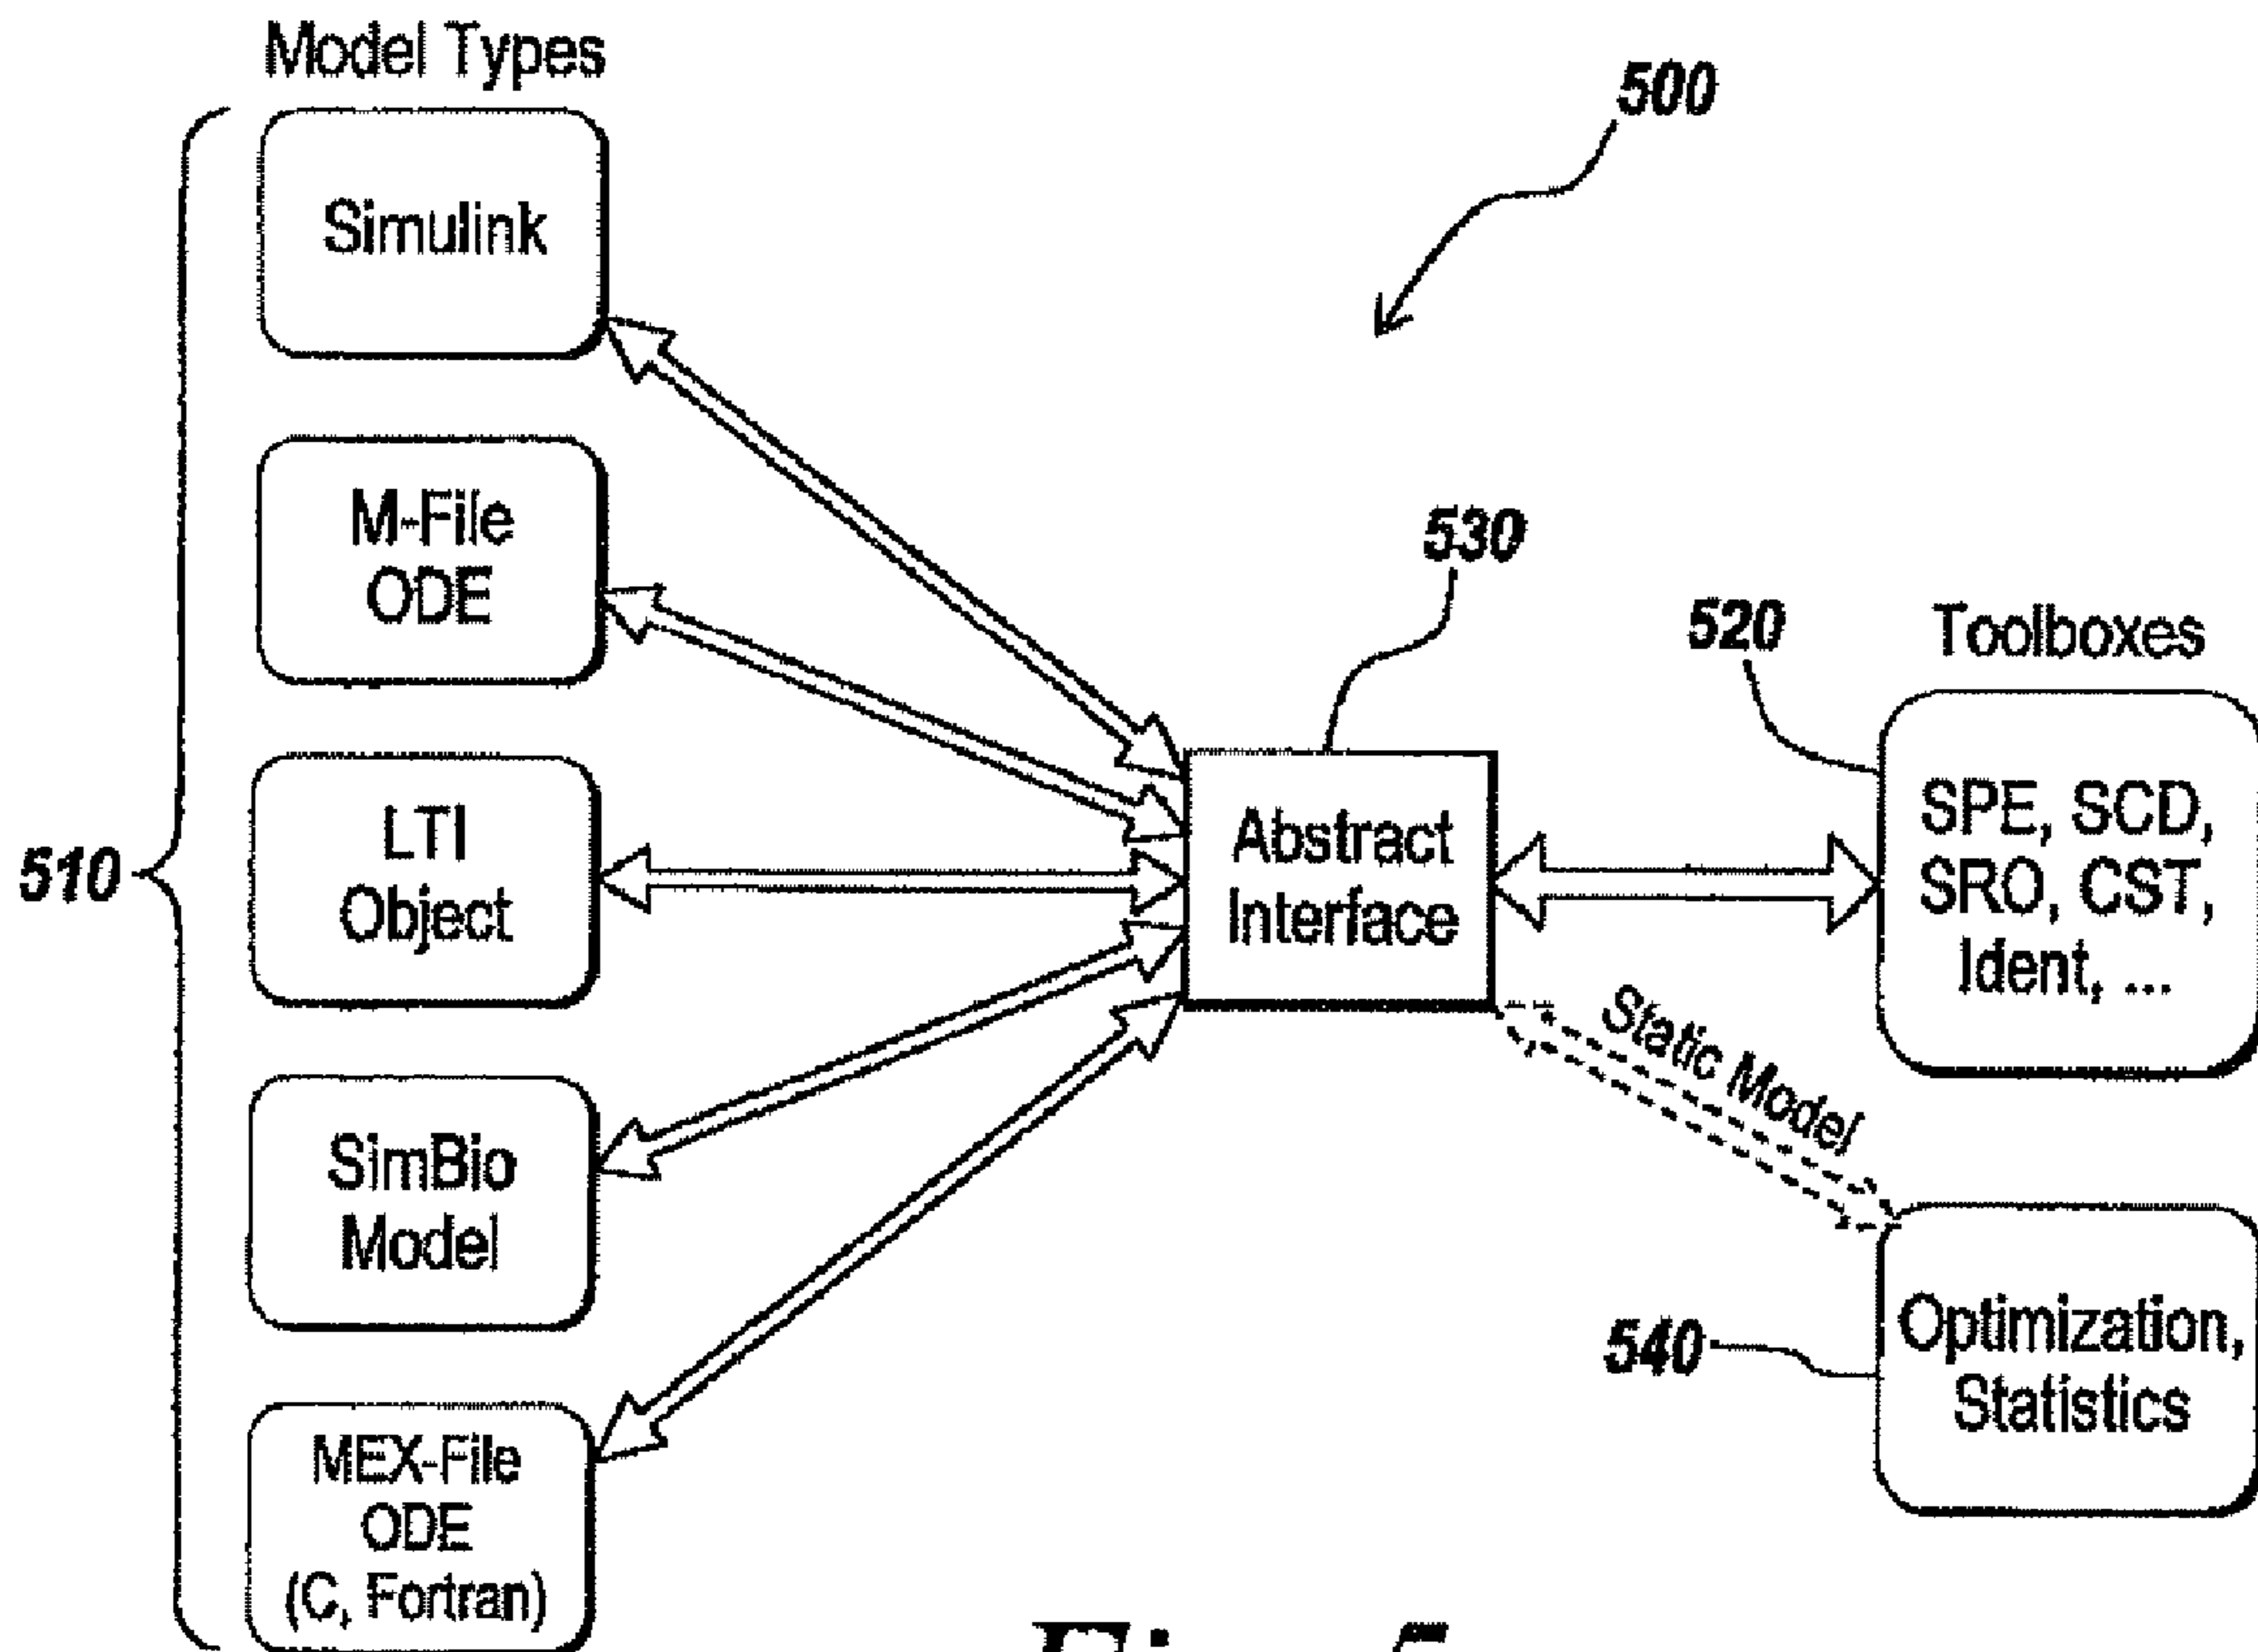 Model Types
500
Simulink
M-File
ODE
530
520
Toolboxes
LTI
Object
510
Abstract
Interface
SPE, SCD,
SRO, CST,
Ident, ...
Static Model
SimBio
Model
540
Optimization,
Statistics
MEX-File
ODE
(C, Fortran)